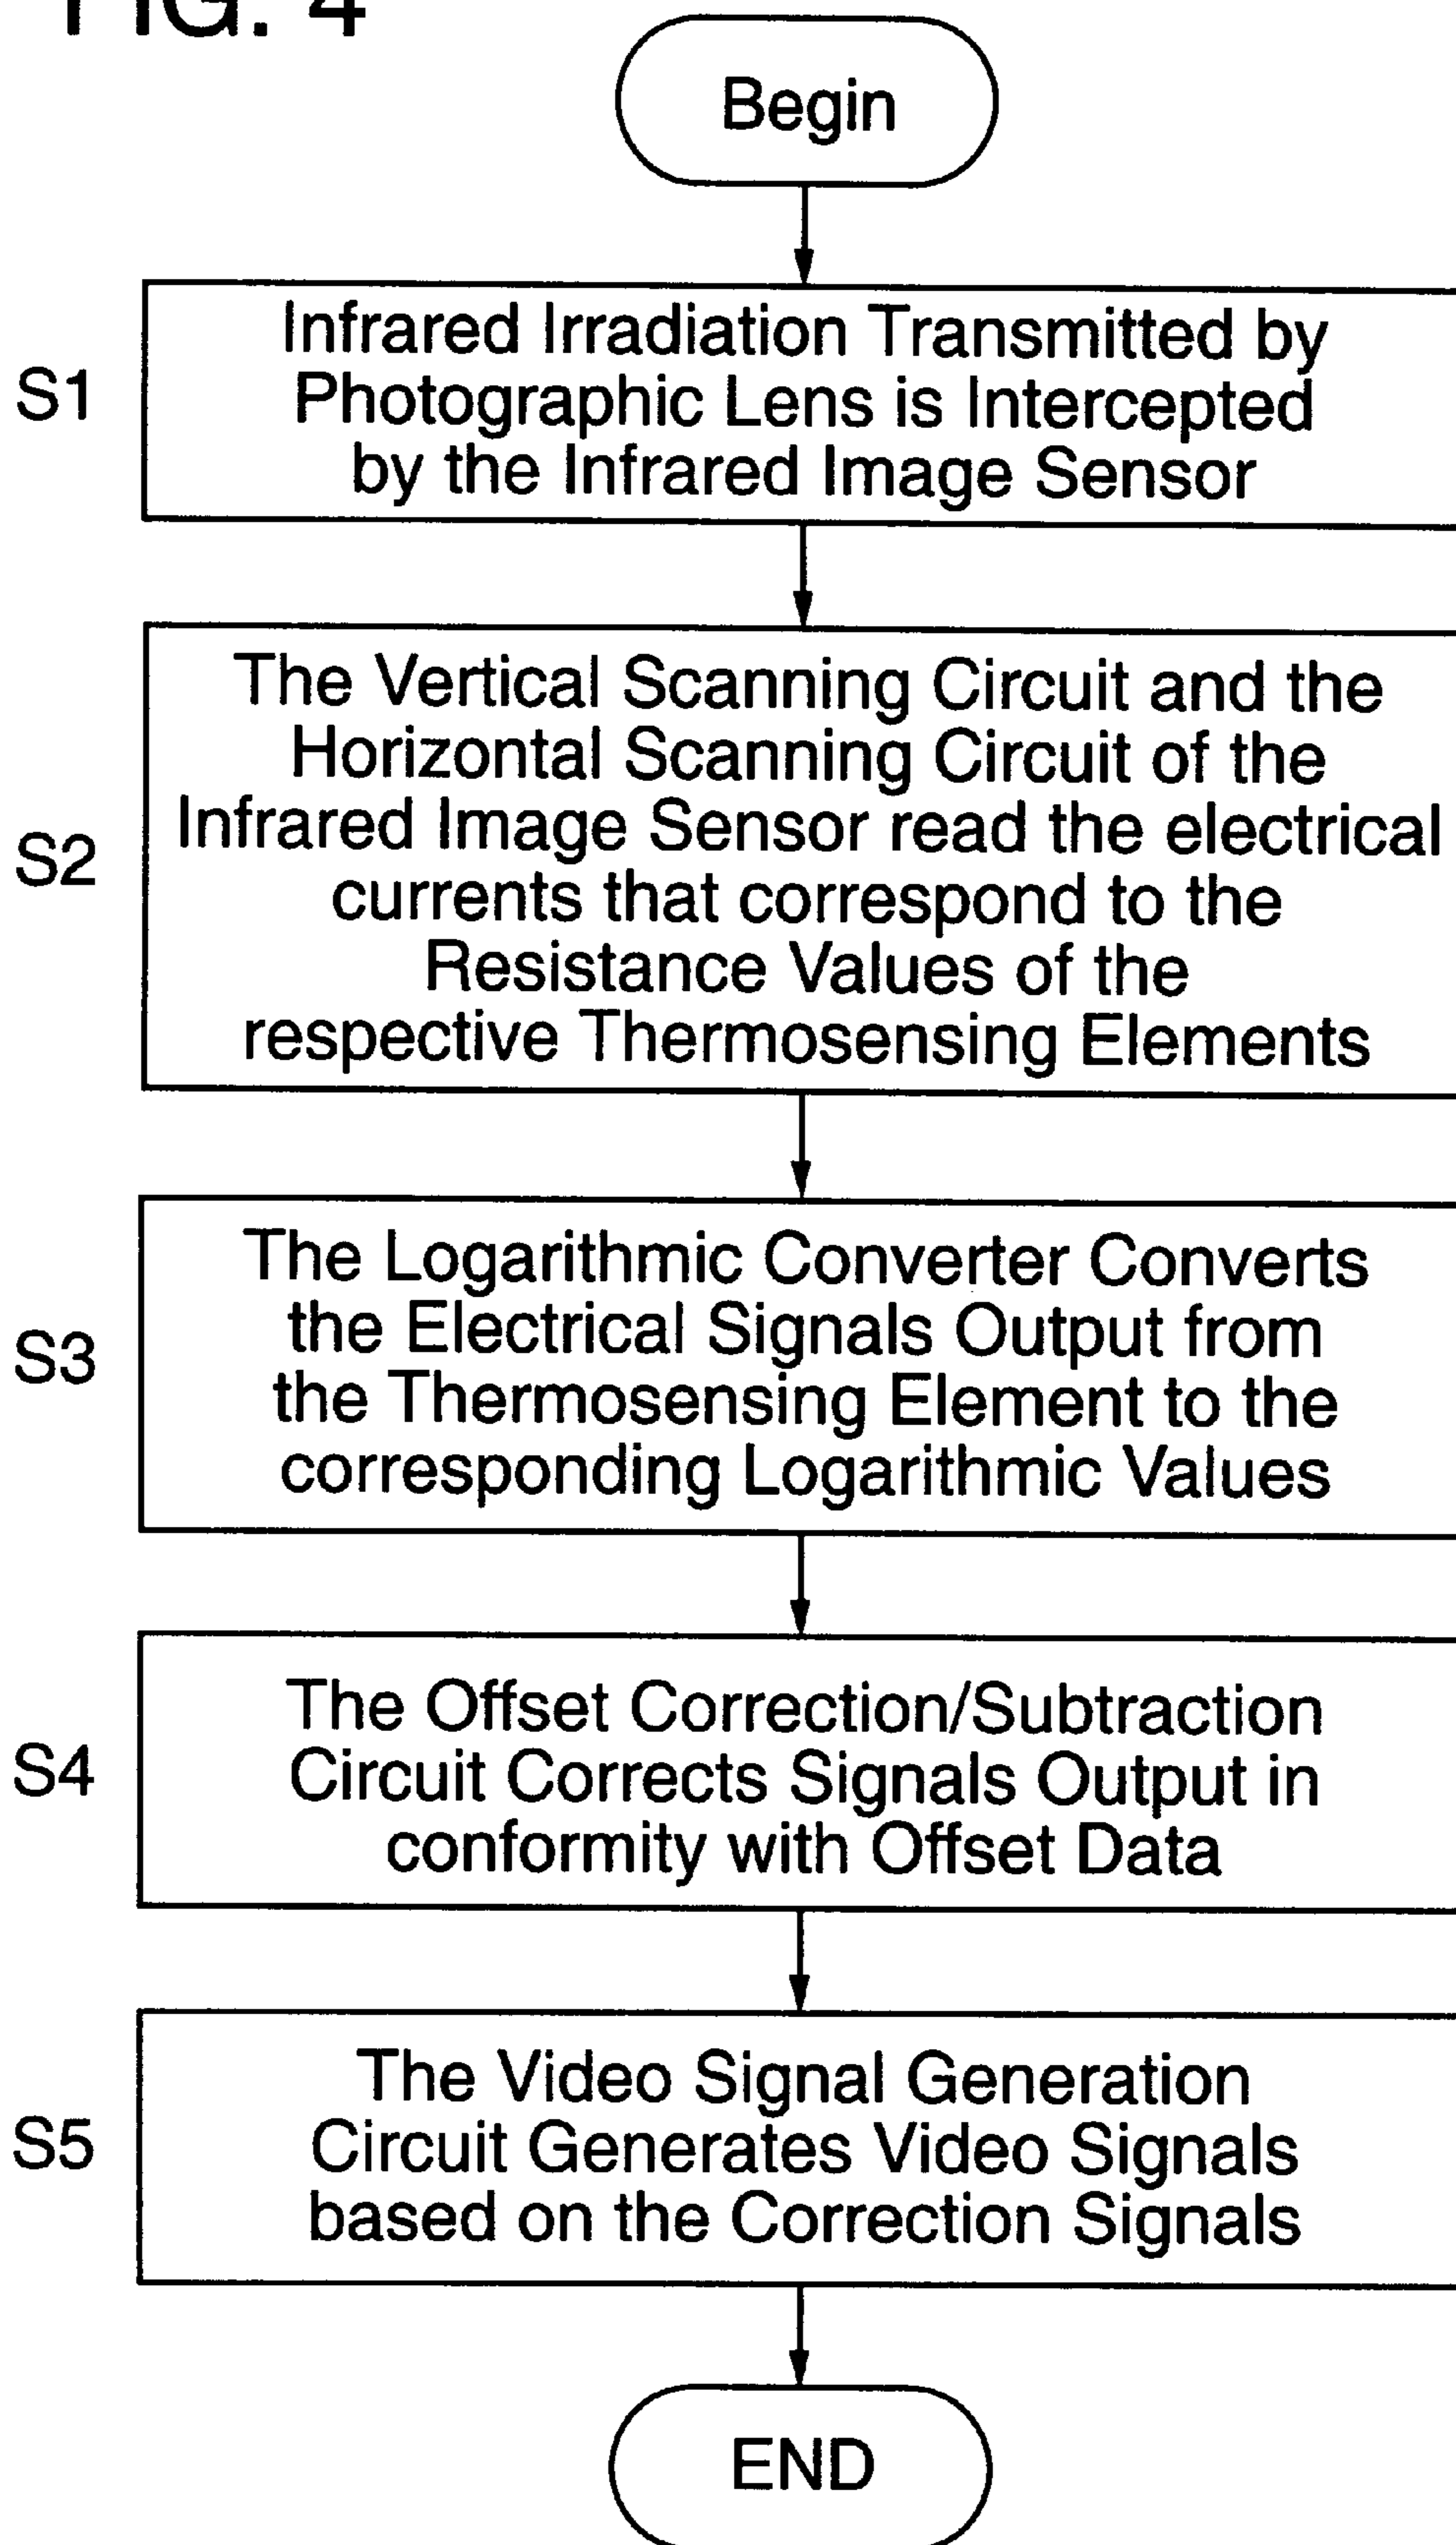 FIG. 4
Begin
S1
Infrared Irradiation Transmitted by
Photographic Lens is Intercepted
by the Infrared Image Sensor
S2
The Vertical Scanning Circuit and the
Horizontal Scanning Circuit of the
Infrared Image Sensor read the electrical
currents that correspond to the
Resistance Values of the
respective Thermosensing Elements
S3
The Logarithmic Converter Converts
the Electrical Signals Output from
the Thermosensing Element to the
corresponding Logarithmic Values
S4
The Offset Correction/Subtraction
Circuit Corrects Signals Output in
conformity with Offset Data
S5
The Video Signal Generation
Circuit Generates Video Signals
based on the Correction Signals
END